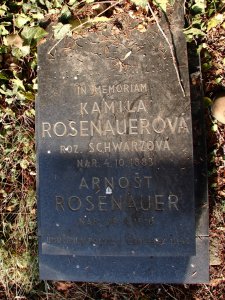 IN MEMORIAM
KAMILA
ROSENAUEROVÁ
ROZ. SCHWARZOVÁ
NAR. 4.10.1883
ARNOŠT
ROSENAUER